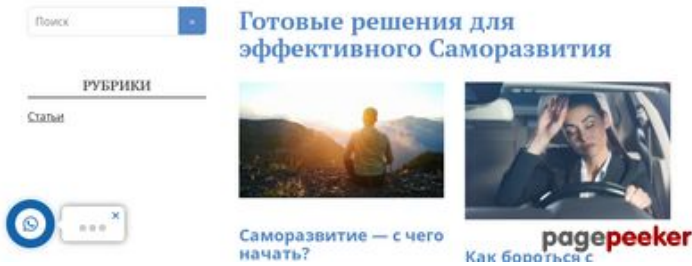 Поиск
»
РУБРИКИ
Статьи
Готовые решения для
эффективного Саморазвития
Саморазвитие — с чего
начать?
Как бороться с
pagepeeker